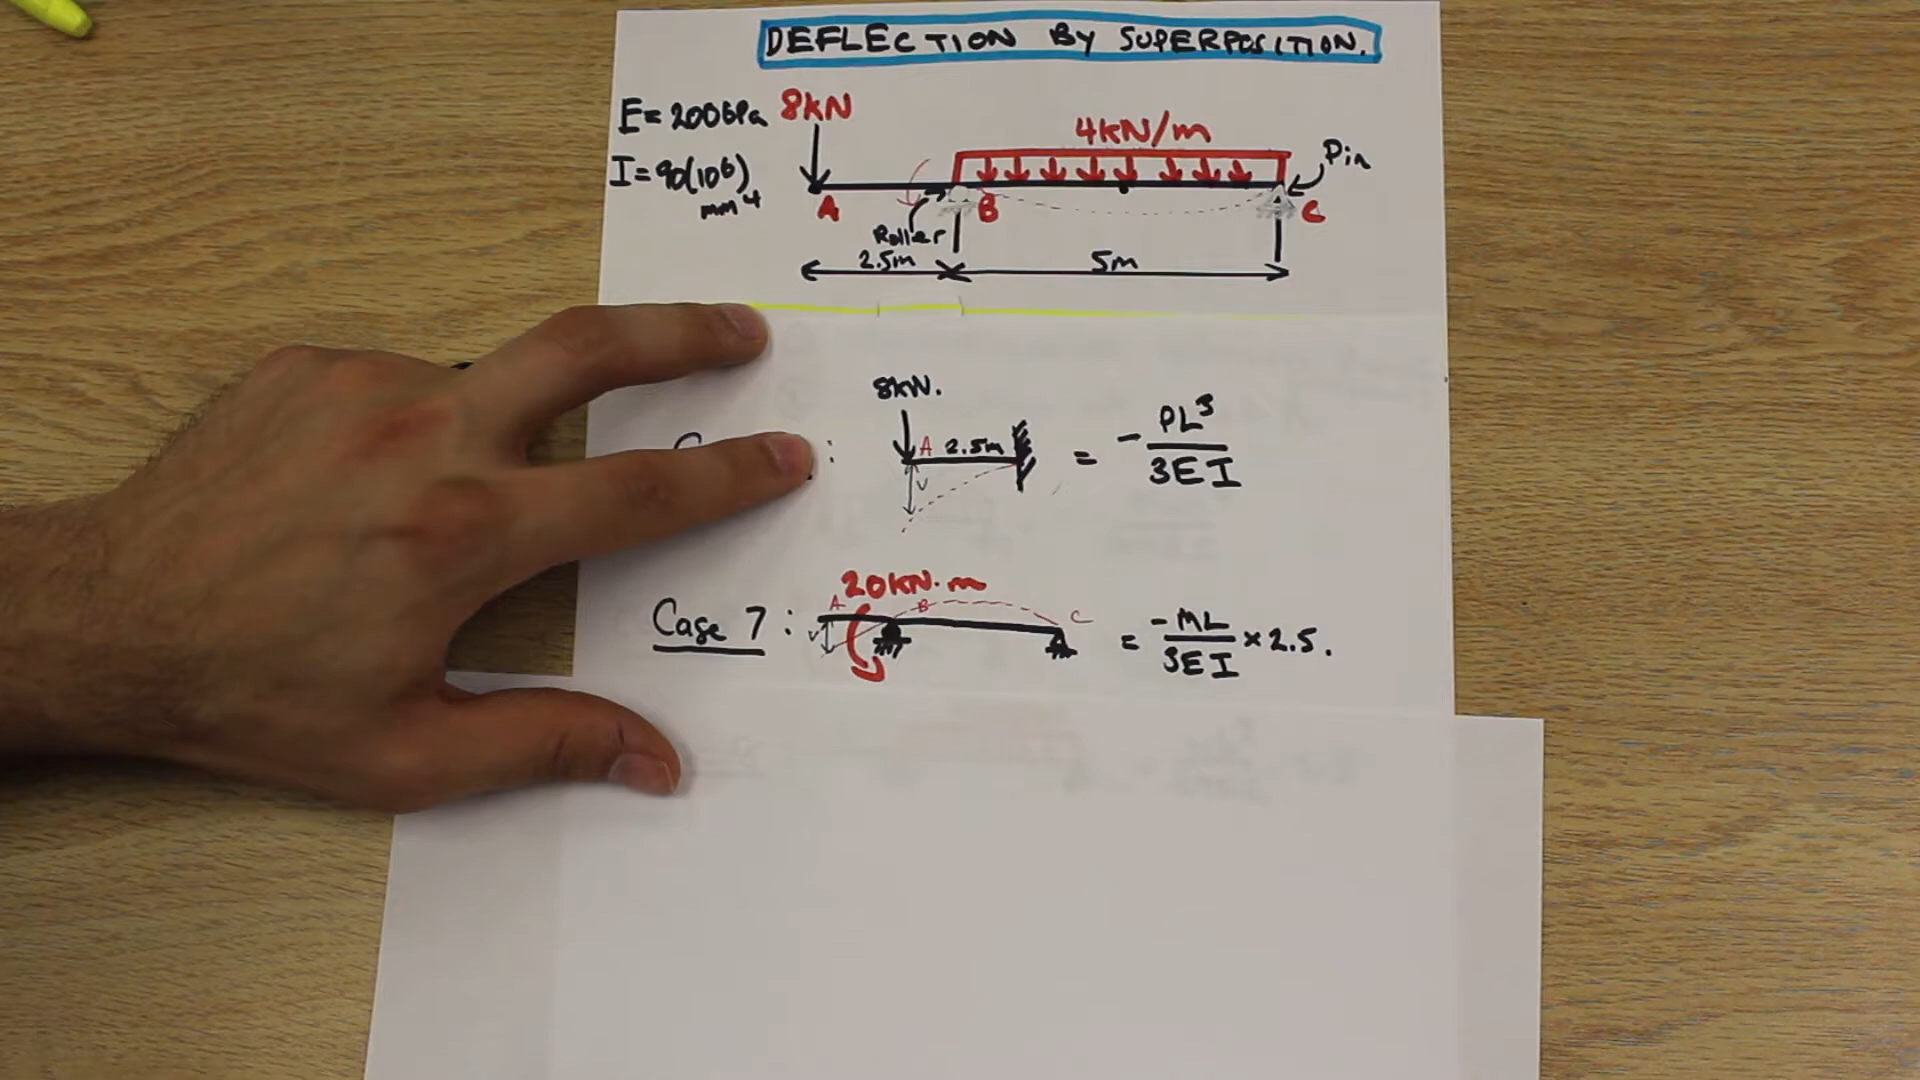 DEFLECTION BY SUPERPOSITION.
E = 200GPa
I = 90(10⁶) mm⁴
8kN
4kN/m
Pin
A
B
C
Roller
2.5m
5m
8kN.
A 2.5m
V
: = - PL³ / 3EI
20kN·m
A
B
C
V
Case 7 : = -ML / 3EI × 2.5.